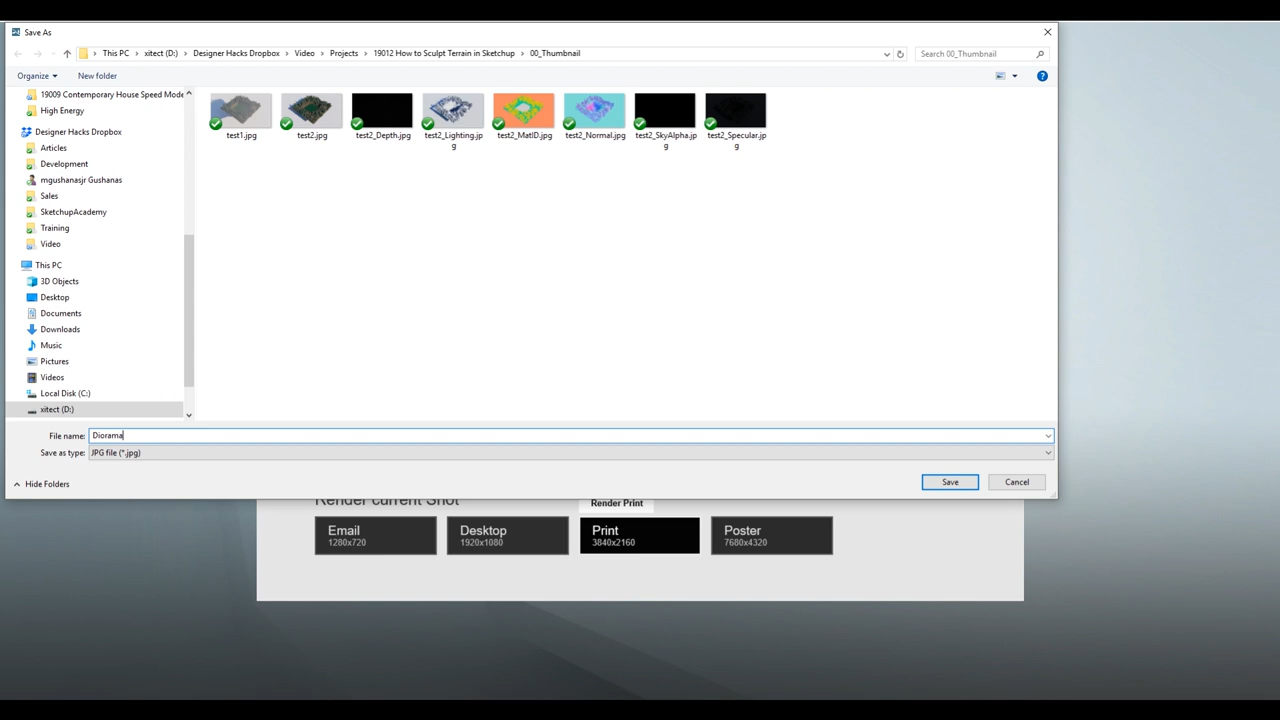 Save As
This PC > xitect (D:) > Designer Hacks Dropbox > Video > Projects > 19012 How to Sculpt Terrain in Sketchup > 00_Thumbnail
Search 00_Thumbnail
Organize
New folder
19009 Contemporary House Speed Mode
High Energy
Designer Hacks Dropbox
Articles
Development
mgushanasjr Gushanas
Sales
SketchupAcademy
Training
Video
This PC
3D Objects
Desktop
Documents
Downloads
Music
Pictures
Videos
Local Disk (C:)
xitect (D:)
test1.jpg
test2.jpg
test2_Depth.jpg
test2_Lighting.jp
g
test2_MatID.jpg
test2_Normal.jpg
test2_SkyAlpha.jp
g
test2_Specular.jp
g
File name: Diorama
Save as type: JPG file (*.jpg)
Hide Folders
Save
Cancel
Render current Shot
Render Print
Email
1280x720
Desktop
1920x1080
Print
3840x2160
Poster
7680x4320